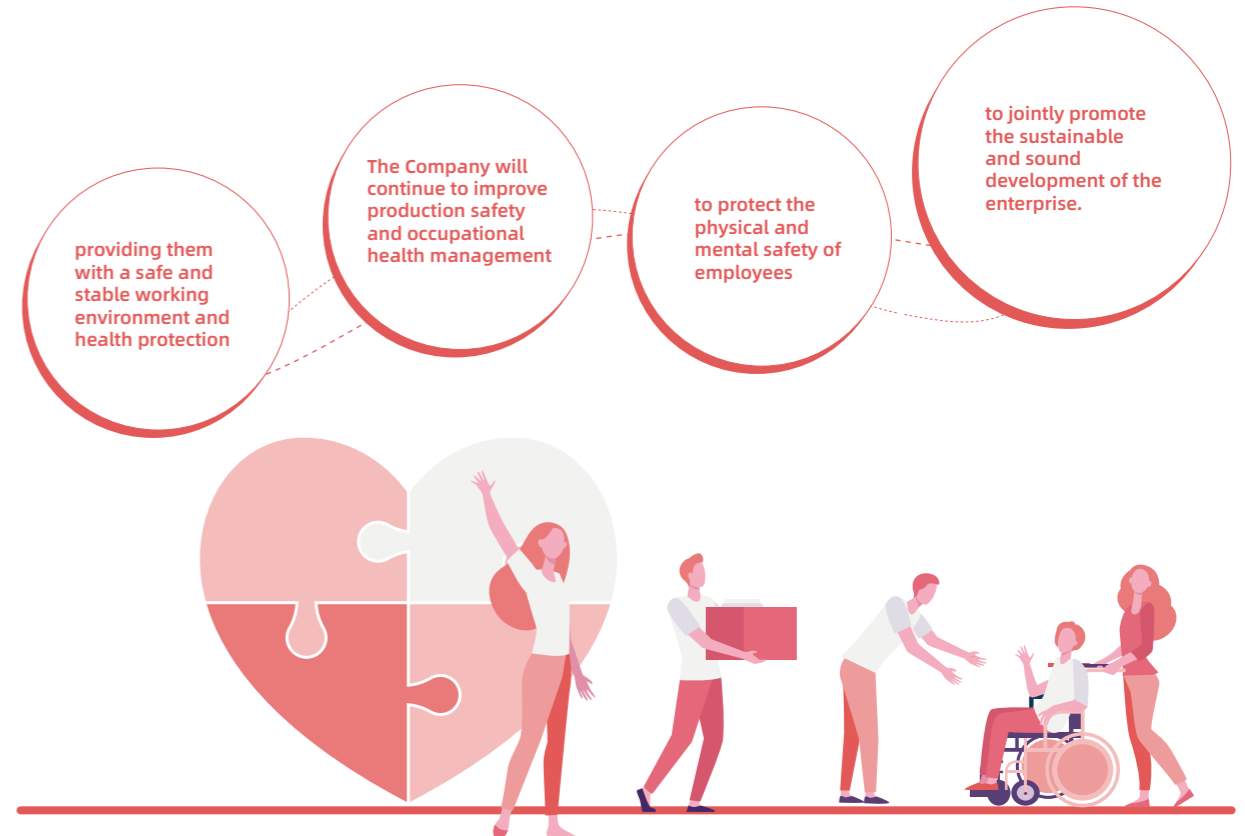 providing them
with a safe and
stable working
environment and
health protection
The Company will
continue to improve
production safety
and occupational
health management
to protect the
physical and
mental safety of
employees
to jointly promote
the sustainable
and sound
development of the
enterprise.